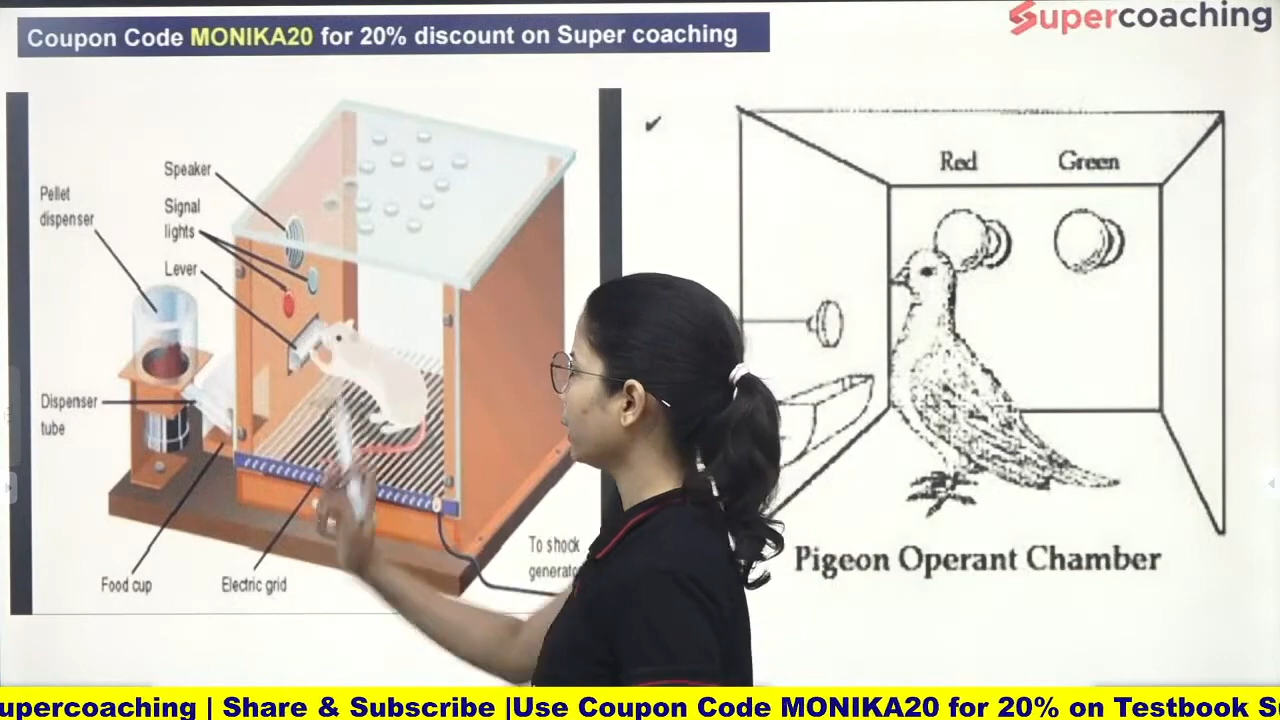 Coupon Code MONIKA20 for 20% discount on Super coaching
Supercoaching
Speaker
Pellet
dispenser
Signal
lights
Lever
Dispenser
tube
Food cup
Electric grid
To shock
Red
Green
Pigeon Operant Chamber
upercoaching | Share & Subscribe |Use Coupon Code MONIKA20 for 20% on Testbook S